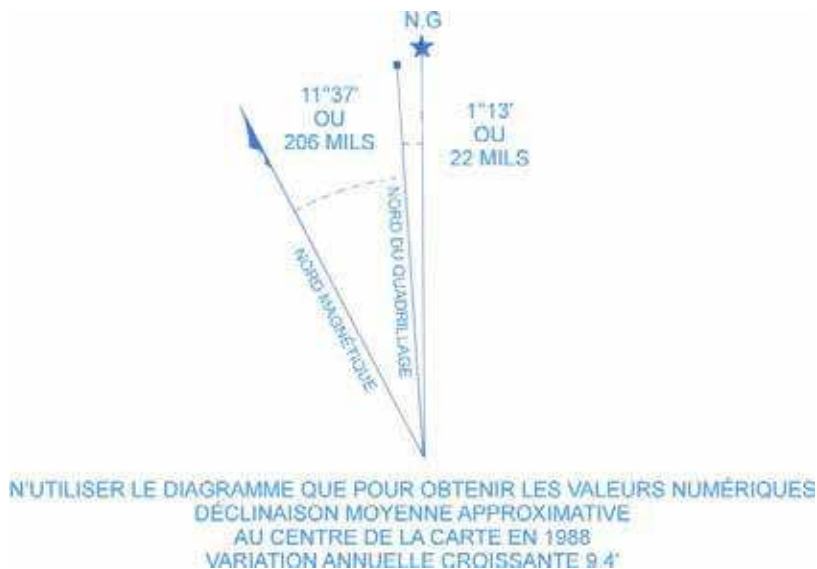 N.G
11°37'
OU
206 MILS
1°13'
OU
22 MILS
NORD MAGNÉTIQUE
NORD DU QUADRILLAGE
N'UTILISER LE DIAGRAMME QUE POUR OBTENIR LES VALEURS NUMÉRIQUES
DÉCLINAISON MOYENNE APPROXIMATIVE
AU CENTRE DE LA CARTE EN 1988
VARIATION ANNUELLE CROISSANTE 9.4'